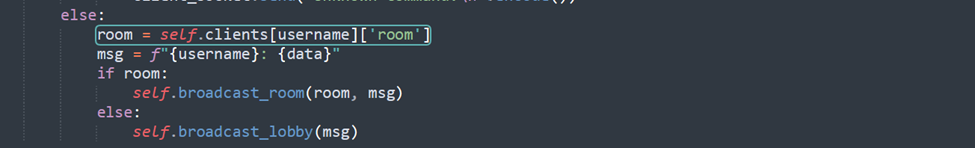 else:
room = self.clients[username]['room']
msg = f"{username}: {data}"
if room:
self.broadcast_room(room, msg)
else:
self.broadcast_lobby(msg)